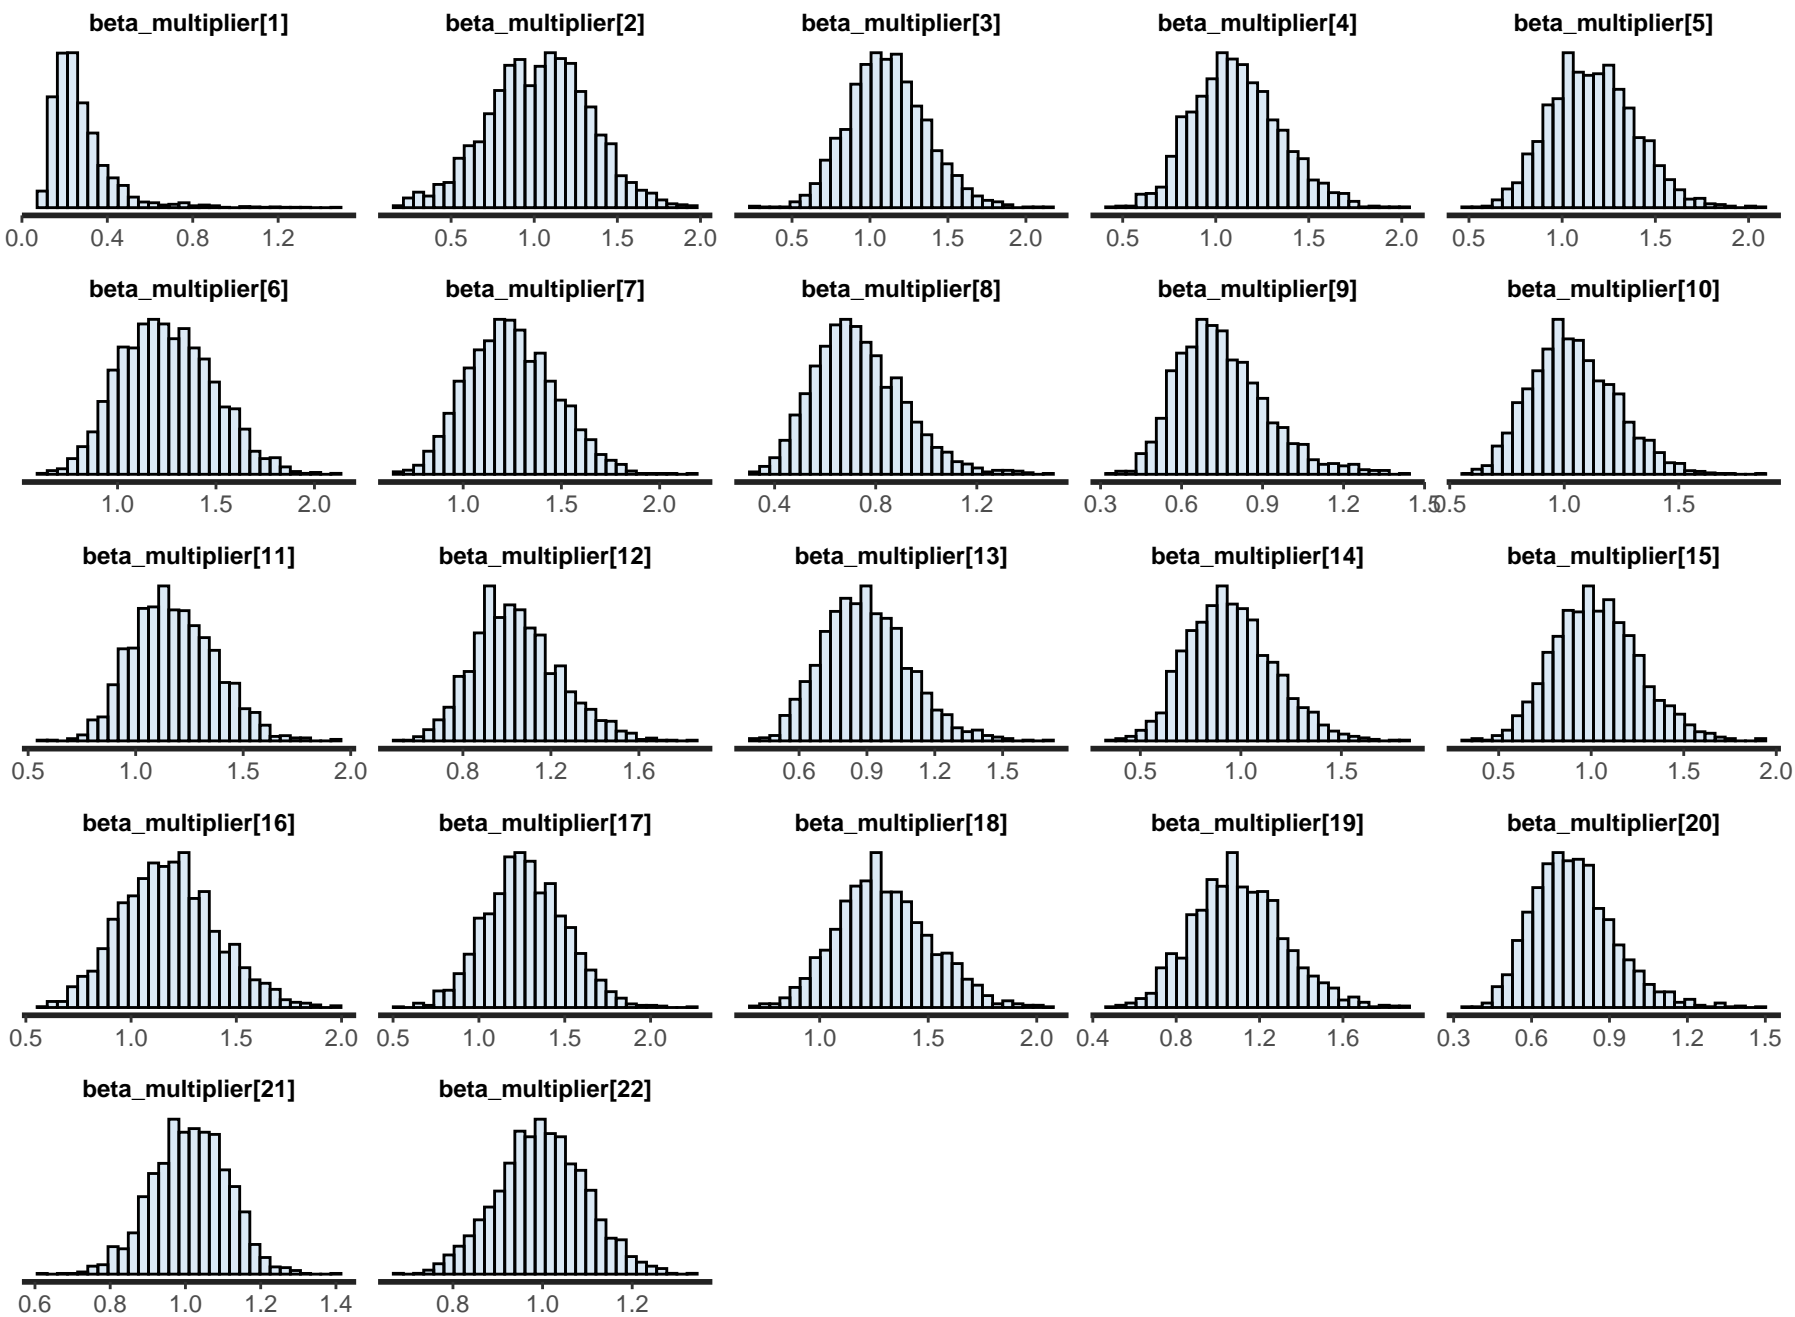 beta_multiplier[1] beta_multiplier[2] beta_multiplier[3] beta_multiplier[4] beta_multiplier[5]
0.0 0.4 0.8 1.2 0.5 1.0 1.5 2.0 0.5 1.0 1.5 2.0 0.5 1.0 1.5 2.0 0.5 1.0 1.5 2.0
beta_multiplier[6] beta_multiplier[7] beta_multiplier[8] beta_multiplier[9] beta_multiplier[10]
1.0 1.5 2.0 1.0 1.5 2.0 0.4 0.8 1.2 0.3 0.6 0.9 1.2 1.5 0.5 1.0 1.5
beta_multiplier[11] beta_multiplier[12] beta_multiplier[13] beta_multiplier[14] beta_multiplier[15]
0.5 1.0 1.5 2.0 0.8 1.2 1.6 0.6 0.9 1.2 1.5 0.5 1.0 1.5 0.5 1.0 1.5 2.0
beta_multiplier[16] beta_multiplier[17] beta_multiplier[18] beta_multiplier[19] beta_multiplier[20]
0.5 1.0 1.5 2.0 0.5 1.0 1.5 2.0 1.0 1.5 2.0 0.4 0.8 1.2 1.6 0.3 0.6 0.9 1.2 1.5
beta_multiplier[21] beta_multiplier[22]
0.6 0.8 1.0 1.2 1.4 0.8 1.0 1.2